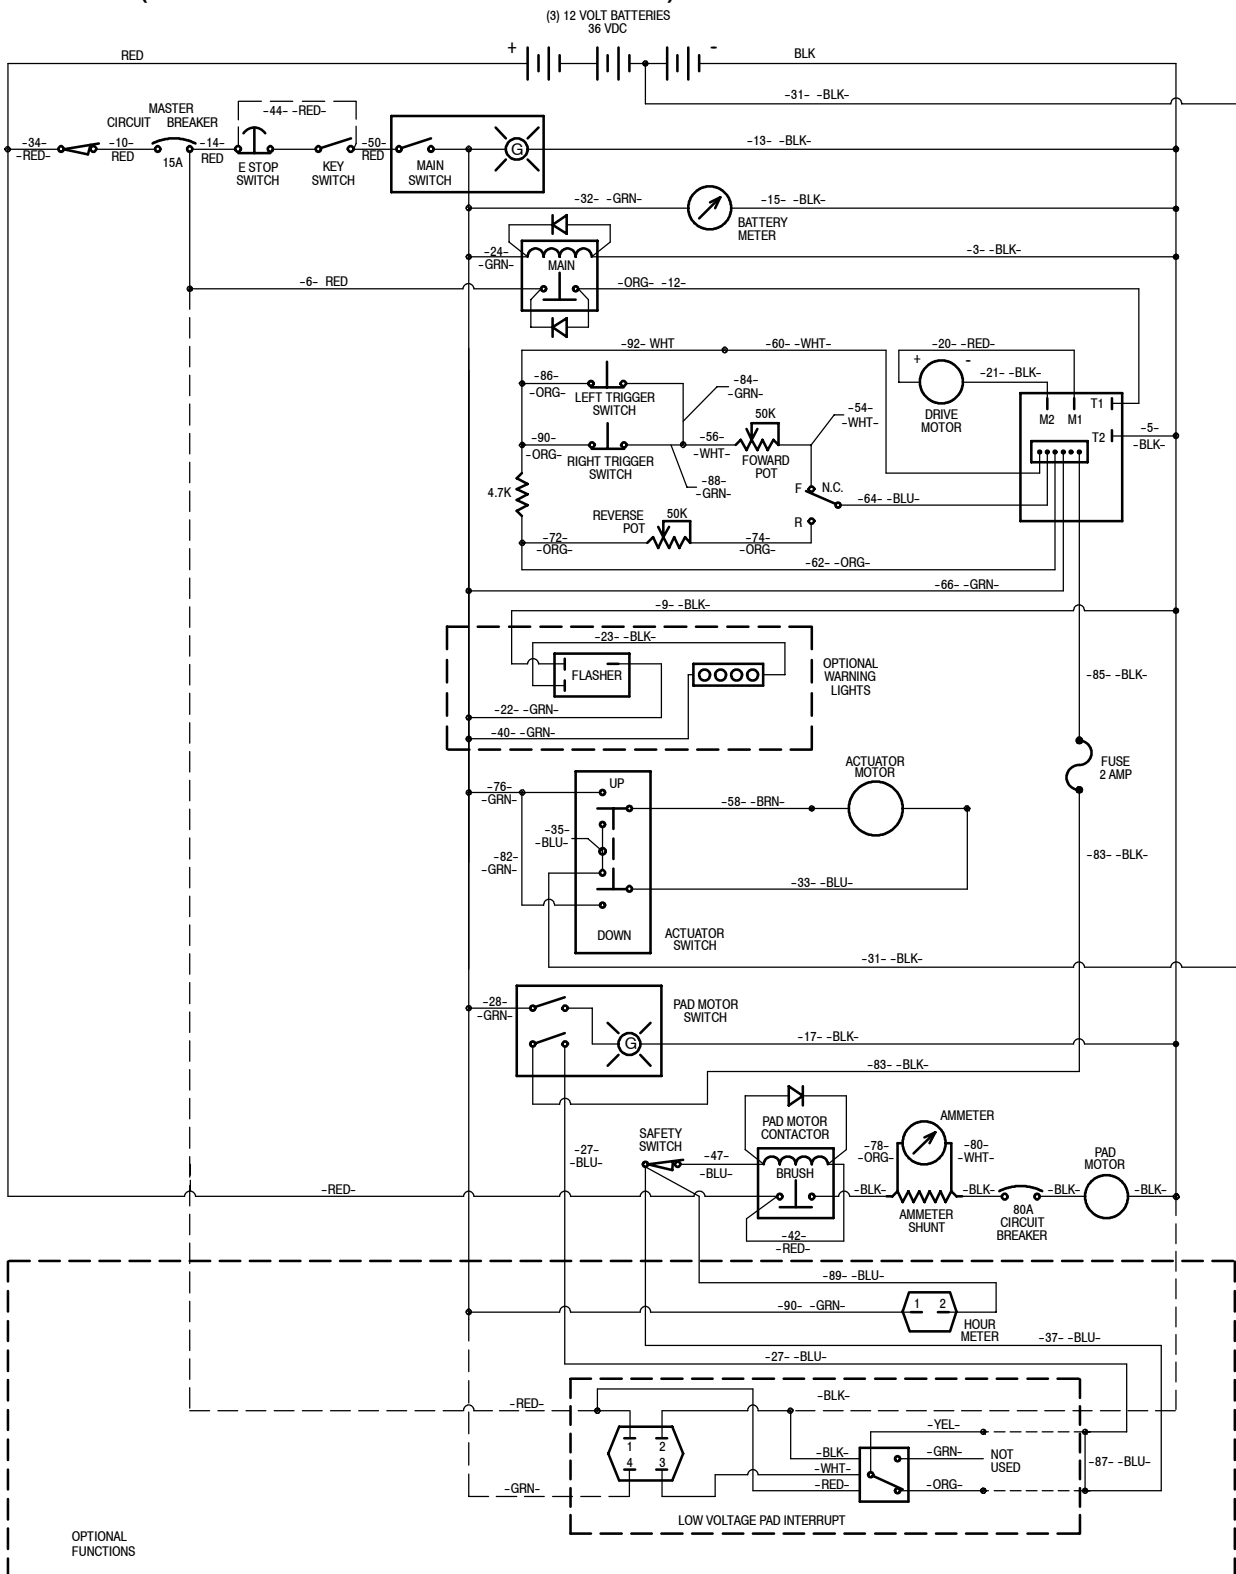 (3) 12 VOLT BATTERIES
36 VDC
RED
+
-
BLK
-31- -BLK-
MASTER
CIRCUIT BREAKER
-44- -RED-
-34-
-RED-
-10-
RED
15A
-14-
RED
E STOP
SWITCH
KEY
SWITCH
-50-
RED
MAIN
SWITCH
G
-13- -BLK-
-32- -GRN-
-15- -BLK-
BATTERY
METER
-24-
-GRN-
MAIN
-3- -BLK-
-6- RED
-ORG- -12-
-92- WHT
-60- -WHT-
-20- -RED-
+
-
-21- -BLK-
DRIVE
MOTOR
M2
M1
T1
T2
-5-
-BLK-
-86-
-ORG-
LEFT TRIGGER
SWITCH
-84-
-GRN-
-90-
-ORG-
RIGHT TRIGGER
SWITCH
-56-
-WHT-
50K
FOWARD
POT
-54-
-WHT-
-88-
-GRN-
4.7K
F
N.C.
-64- -BLU-
R
REVERSE
POT
50K
-72-
-ORG-
-74-
-ORG-
-62- -ORG-
-66- -GRN-
-9- -BLK-
-23- -BLK-
FLASHER
OPTIONAL
WARNING
LIGHTS
-22- -GRN-
-40- -GRN-
-85- -BLK-
FUSE
2 AMP
-83- -BLK-
ACTUATOR
MOTOR
-76-
-GRN-
UP
-58- -BRN-
-35-
-BLU-
-82-
-GRN-
-33- -BLU-
DOWN
ACTUATOR
SWITCH
-31- -BLK-
-28-
-GRN-
PAD MOTOR
SWITCH
G
-17- -BLK-
-83- -BLK-
-27-
-BLU-
SAFETY
SWITCH
-47-
-BLU-
PAD MOTOR
CONTACTOR
BRUSH
-42-
-RED-
AMMETER
-78-
-ORG-
-80-
-WHT-
-RED-
-BLK-
AMMETER
SHUNT
-BLK-
80A
CIRCUIT
BREAKER
-BLK-
PAD
MOTOR
-BLK-
-89- -BLU-
-90- -GRN-
1 2
HOUR
METER
-37- -BLU-
-27- -BLU-
-RED-
-BLK-
1 2
4 3
-YEL-
-BLK-
-GRN-
NOT
USED
-WHT-
-RED-
-ORG-
-87- -BLU-
-GRN-
LOW VOLTAGE PAD INTERRUPT
OPTIONAL
FUNCTIONS